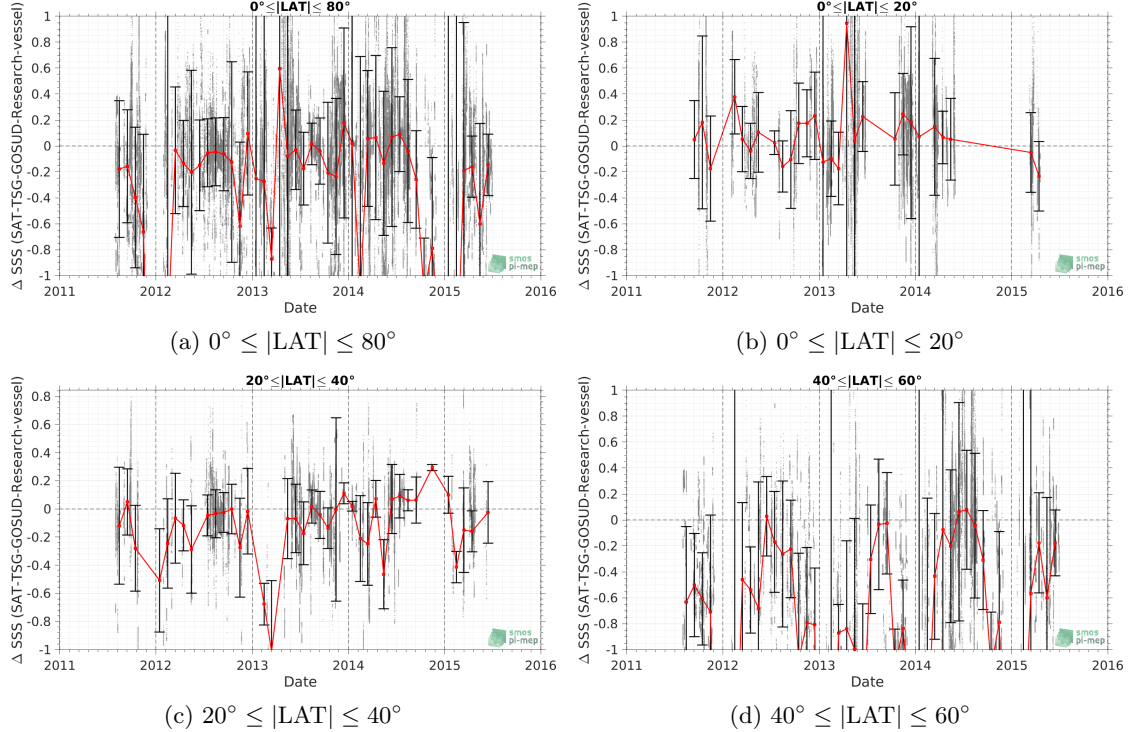 0°≤|LAT|≤ 80°
Δ SSS (SAT-TSG-GOSUD-Research-vessel)
1
0.8
0.6
0.4
0.2
0
-0.2
-0.4
-0.6
-0.8
-1
2011 2012 2013 2014 2015 2016
Date
smos
pi-mep
(a) 0° ≤ |LAT| ≤ 80°
0°≤|LAT|≤ 20°
Δ SSS (SAT-TSG-GOSUD-Research-vessel)
1
0.8
0.6
0.4
0.2
0
-0.2
-0.4
-0.6
-0.8
-1
2011 2012 2013 2014 2015 2016
Date
smos
pi-mep
(b) 0° ≤ |LAT| ≤ 20°
20°≤|LAT|≤ 40°
Δ SSS (SAT-TSG-GOSUD-Research-vessel)
0.8
0.6
0.4
0.2
0
-0.2
-0.4
-0.6
-0.8
-1
2011 2012 2013 2014 2015 2016
Date
smos
pi-mep
(c) 20° ≤ |LAT| ≤ 40°
40°≤|LAT|≤ 60°
Δ SSS (SAT-TSG-GOSUD-Research-vessel)
1
0.8
0.6
0.4
0.2
0
-0.2
-0.4
-0.6
-0.8
-1
2011 2012 2013 2014 2015 2016
Date
smos
pi-mep
(d) 40° ≤ |LAT| ≤ 60°